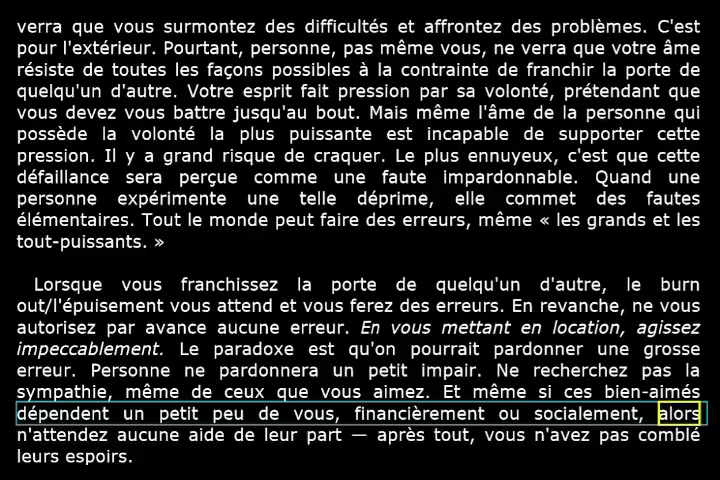 verra que vous surmontez des difficultés et affrontez des problèmes. C'est
pour l'extérieur. Pourtant, personne, pas même vous, ne verra que votre âme
résiste de toutes les façons possibles à la contrainte de franchir la porte de
quelqu'un d'autre. Votre esprit fait pression par sa volonté, prétendant que
vous devez vous battre jusqu'au bout. Mais même l'âme de la personne qui
possède la volonté la plus puissante est incapable de supporter cette
pression. Il y a grand risque de craquer. Le plus ennuyeux, c'est que cette
défaillance sera perçue comme une faute impardonnable. Quand une
personne expérimente une telle déprime, elle commet des fautes
élémentaires. Tout le monde peut faire des erreurs, même « les grands et les
tout-puissants. »
Lorsque vous franchissez la porte de quelqu'un d'autre, le burn
out/l'épuisement vous attend et vous ferez des erreurs. En revanche, ne vous
autorisez par avance aucune erreur. En vous mettant en location, agissez
impeccablement. Le paradoxe est qu'on pourrait pardonner une grosse
erreur. Personne ne pardonnera un petit impair. Ne recherchez pas la
sympathie, même de ceux que vous aimez. Et même si ces bien-aimés
dépendent un petit peu de vous, financièrement ou socialement, alors
n'attendez aucune aide de leur part — après tout, vous n'avez pas comblé
leurs espoirs.